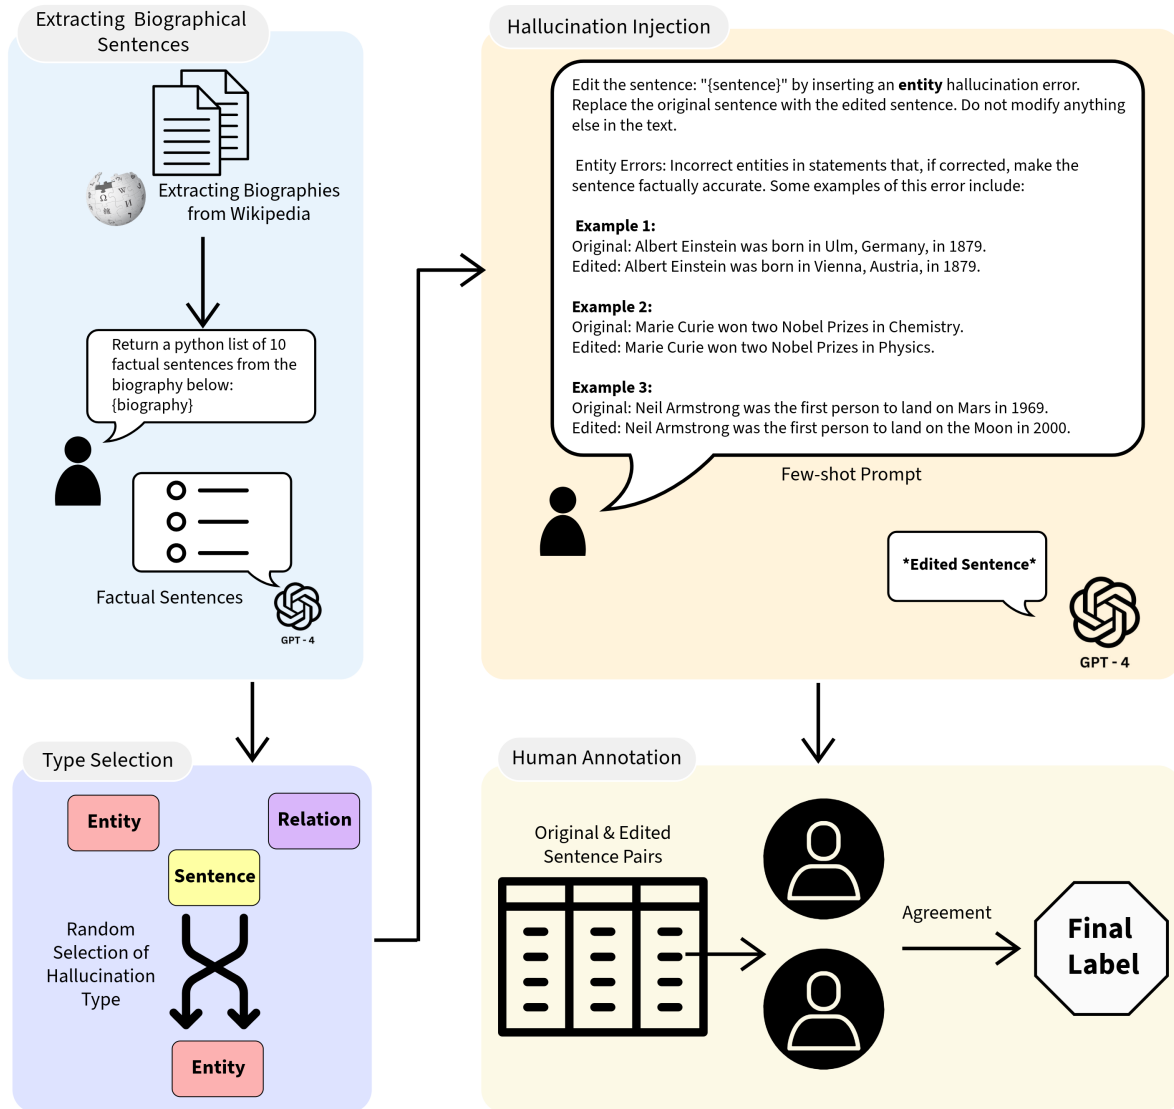 Extracting Biographical
Sentences
Extracting Biographies
from Wikipedia
Return a python list of 10
factual sentences from the
biography below:
{biography}
Factual Sentences
GPT - 4
Type Selection
Entity
Relation
Sentence
Random
Selection of
Hallucination
Type
Entity
Hallucination Injection
Edit the sentence: "{sentence}" by inserting an entity hallucination error.
Replace the original sentence with the edited sentence. Do not modify anything
else in the text.
Entity Errors: Incorrect entities in statements that, if corrected, make the
sentence factually accurate. Some examples of this error include:
Example 1:
Original: Albert Einstein was born in Ulm, Germany, in 1879.
Edited: Albert Einstein was born in Vienna, Austria, in 1879.
Example 2:
Original: Marie Curie won two Nobel Prizes in Chemistry.
Edited: Marie Curie won two Nobel Prizes in Physics.
Example 3:
Original: Neil Armstrong was the first person to land on Mars in 1969.
Edited: Neil Armstrong was the first person to land on the Moon in 2000.
Few-shot Prompt
*Edited Sentence*
GPT - 4
Human Annotation
Original & Edited
Sentence Pairs
Agreement
Final
Label